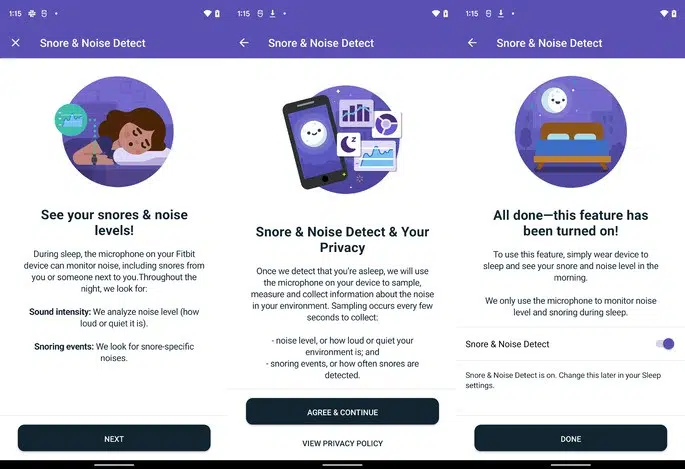 1:15
Snore & Noise Detect
See your snores & noise
levels!
During sleep, the microphone on your Fitbit
device can monitor noise, including snores from
you or someone next to you.Throughout the
night, we look for:
Sound intensity: We analyze noise level (how
loud or quiet it is).
Snoring events: We look for snore-specific
noises.
NEXT
1:15
Snore & Noise Detect
Snore & Noise Detect & Your
Privacy
Once we detect that you're asleep, we will use
the microphone on your device to sample,
measure and collect information about the noise
in your environment. Sampling occurs every few
seconds to collect:
- noise level, or how loud or quiet your
environment is; and
- snoring events, or how often snores are
detected.
AGREE & CONTINUE
VIEW PRIVACY POLICY
1:15
Snore & Noise Detect
All done—this feature has
been turned on!
To use this feature, simply wear device to
sleep and see your snore and noise level in the
morning.
We only use the microphone to monitor noise
level and snoring during sleep.
Snore & Noise Detect
Snore & Noise Detect is on. Change this later in your Sleep
settings.
DONE